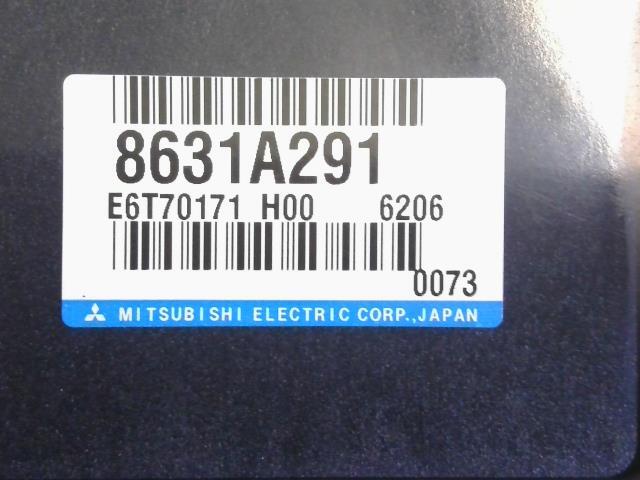 8631A291
E6T70171 H00 6206
0073
MITSUBISHI ELECTRIC CORP.,JAPAN